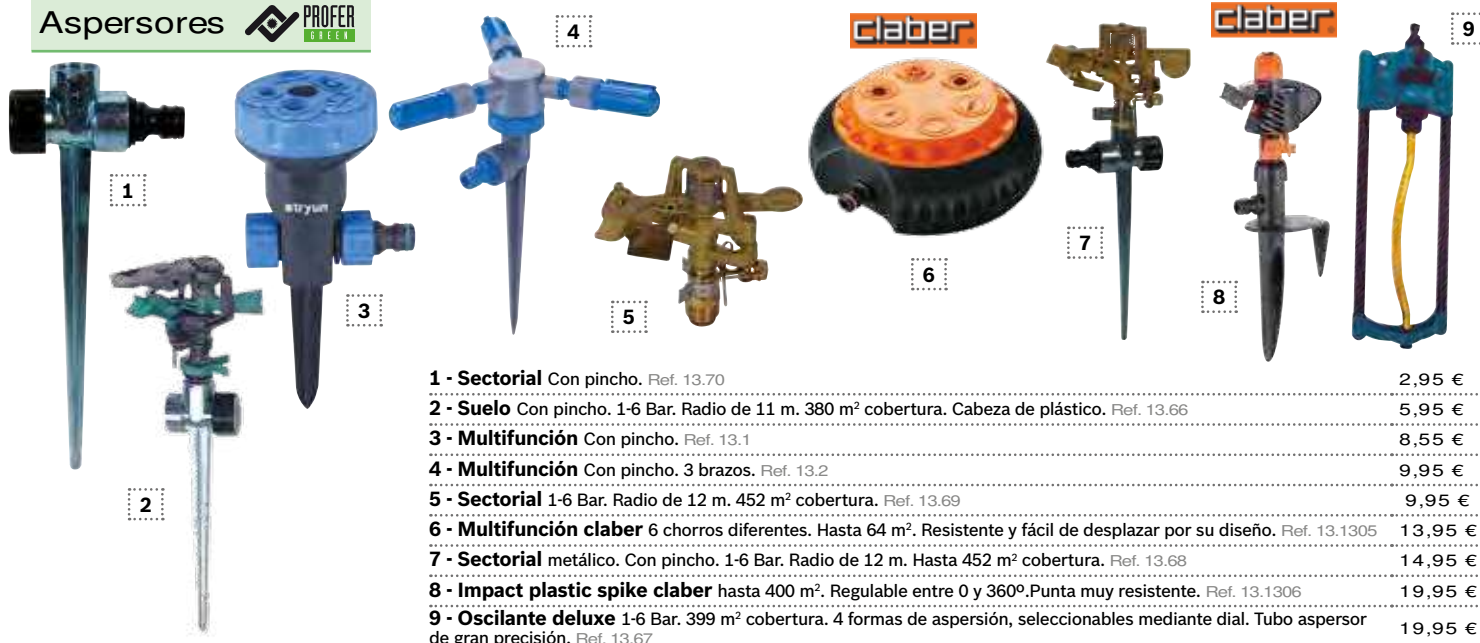 Aspersores PROFER
GREEN
4
claber
claber
9
1
stryum
7
6
8
3
5
2
1 - Sectorial Con pincho. Ref. 13.70 2,95 €
2 - Suelo Con pincho. 1-6 Bar. Radio de 11 m. 380 m² cobertura. Cabeza de plástico. Ref. 13.66 5,95 €
3 - Multifunción Con pincho. Ref. 13.1 8,55 €
4 - Multifunción Con pincho. 3 brazos. Ref. 13.2 9,95 €
5 - Sectorial 1-6 Bar. Radio de 12 m. 452 m² cobertura. Ref. 13.69 9,95 €
6 - Multifunción claber 6 chorros diferentes. Hasta 64 m². Resistente y fácil de desplazar por su diseño. Ref. 13.1305 13,95 €
7 - Sectorial metálico. Con pincho. 1-6 Bar. Radio de 12 m. Hasta 452 m² cobertura. Ref. 13.68 14,95 €
8 - Impact plastic spike claber hasta 400 m². Regulable entre 0 y 360º.Punta muy resistente. Ref. 13.1306 19,95 €
9 - Oscilante deluxe 1-6 Bar. 399 m² cobertura. 4 formas de aspersión, seleccionables mediante dial. Tubo aspersor 19,95 €
de gran precisión. Ref. 13.67